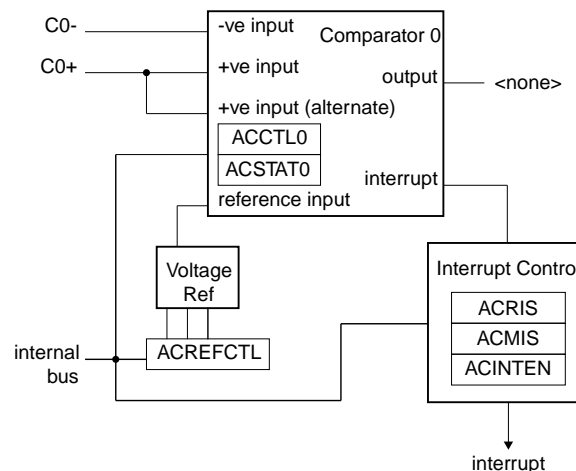 C0-
-ve input
Comparator 0
C0+
+ve input
output
<none>
+ve input (alternate)
ACCTL0
ACSTAT0
interrupt
reference input
Voltage
Ref
Interrupt Contro
ACRIS
ACMIS
ACINTEN
internal
bus
ACREFCTL
interrupt